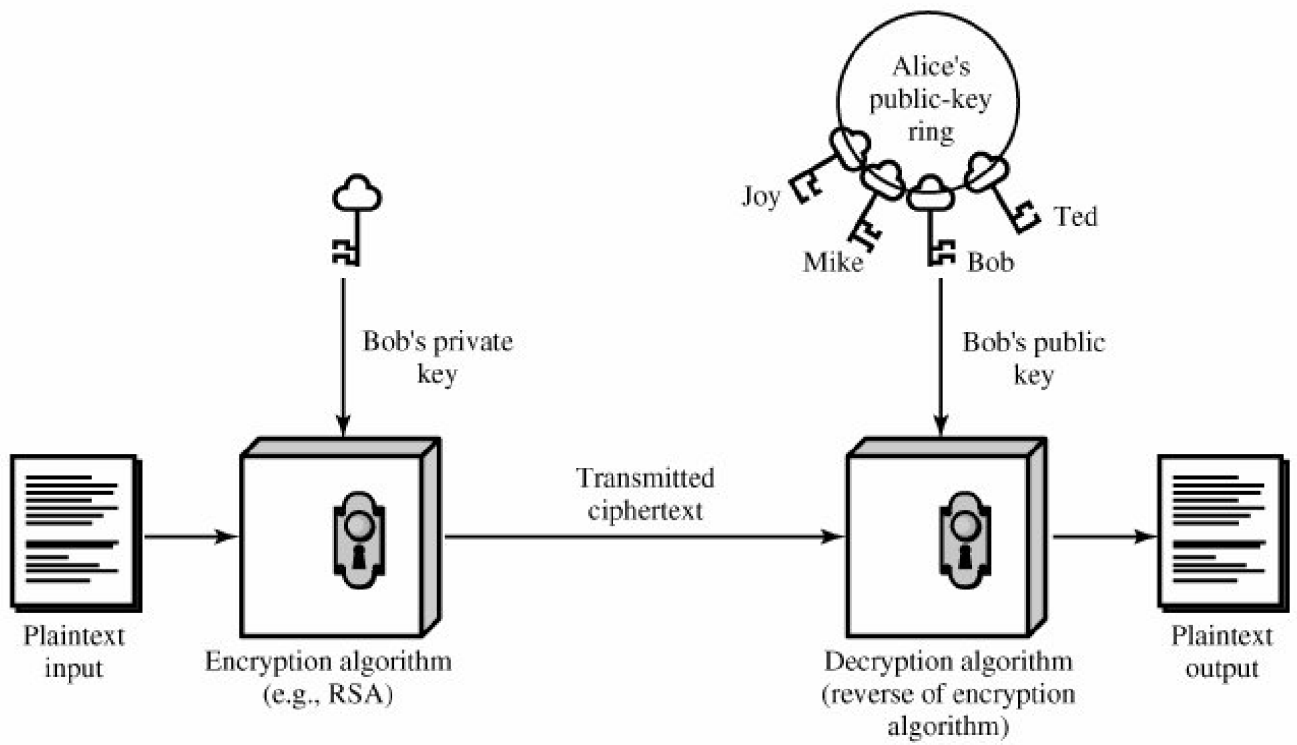 Alice's
public-key
ring
Joy
Mike
Bob
Ted
Bob's private
key
Bob's public
key
Transmitted
ciphertext
Plaintext
input
Encryption algorithm
(e.g., RSA)
Decryption algorithm
(reverse of encryption
algorithm)
Plaintext
output